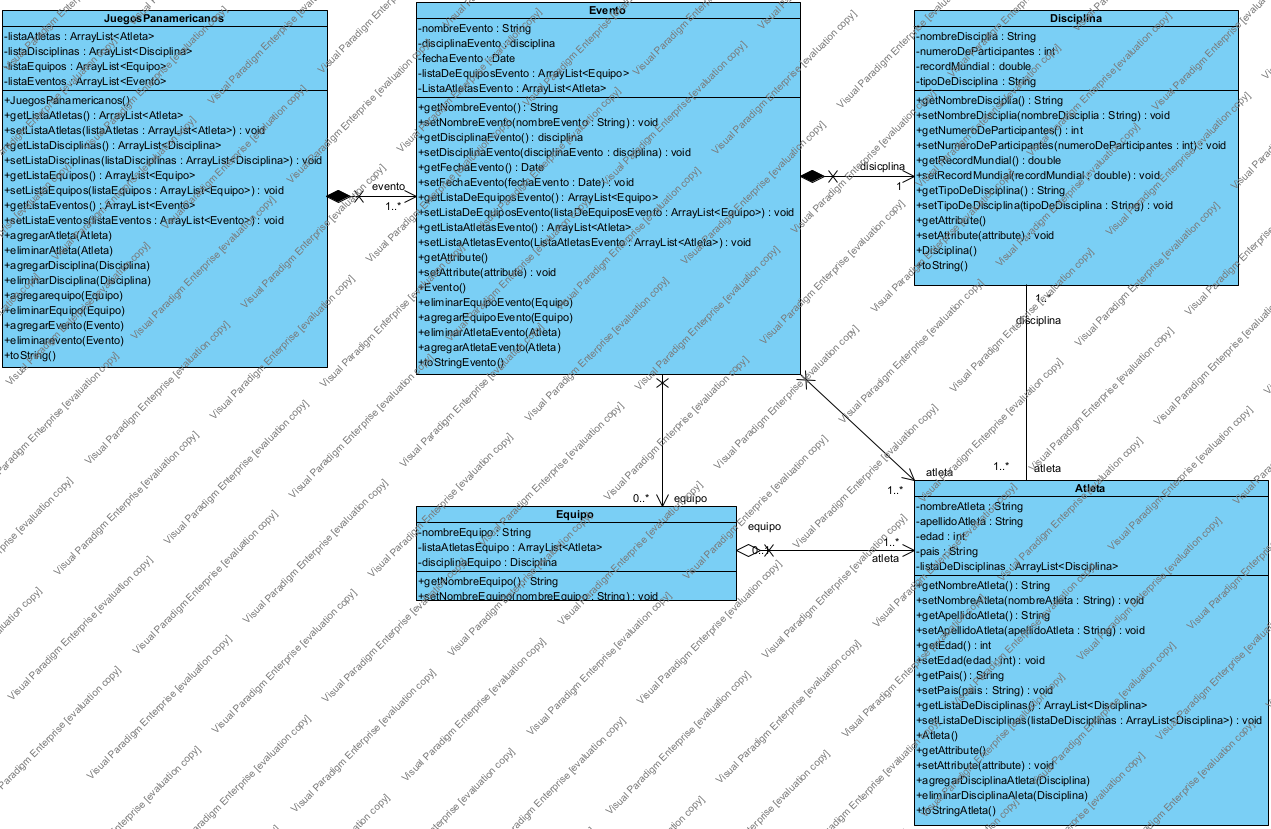 JuegosPanamericanos
-listaAtletas : ArrayList<Atleta>
-listaDisciplinas : ArrayList<Disciplina>
-listaEquipos : ArrayList<Equipo>
-listaEventos : ArrayList<Evento>
+JuegosPanamericanos()
+getListaAtletas() : ArrayList<Atleta>
+setListaAtletas(listaAtletas : ArrayList<Atleta>) : void
+getListaDisciplinas() : ArrayList<Disciplina>
+setListaDisciplinas(listaDisciplinas : ArrayList<Disciplina>) : void
+getListaEquipos() : ArrayList<Equipo>
+setListaEquipos(listaEquipos : ArrayList<Equipo>) : void
+getListaEventos() : ArrayList<Evento>
+setListaEventos(listaEventos : ArrayList<Evento>) : void
+agregarAtleta(Atleta)
+eliminarAtleta(Atleta)
+agregarDisciplina(Disciplina)
+eliminarDisciplina(Disciplina)
+agregarequipo(Equipo)
+eliminarEquipo(Equipo)
+agregarEvento(Evento)
+eliminarevento(Evento)
+toString()
evento
1..*
Evento
-nombreEvento : String
-disciplinaEvento : disciplina
-fechaEvento : Date
-listaDeEquiposEvento : ArrayList<Equipo>
-ListaAtletasEvento : ArrayList<Atleta>
+getNombreEvento() : String
+setNombreEvento(nombreEvento : String) : void
+getDisciplinaEvento() : disciplina
+setDisciplinaEvento(disciplinaEvento : disciplina) : void
+getFechaEvento() : Date
+setFechaEvento(fechaEvento : Date) : void
+getListaDeEquiposEvento() : ArrayList<Equipo>
+setListaDeEquiposEvento(listaDeEquiposEvento : ArrayList<Equipo>) : void
+getListaAtletasEvento() : ArrayList<Atleta>
+setListaAtletasEvento(ListaAtletasEvento : ArrayList<Atleta>) : void
+getAttribute()
+setAttribute(attribute) : void
+Evento()
+eliminarEquipoEvento(Equipo)
+agregarEquipoEvento(Equipo)
+eliminarAtletaEvento(Atleta)
+agregarAtletaEvento(Atleta)
+toStringEvento()
disicplina
1
Disciplina
-nombreDisciplia : String
-numeroDeParticipantes : int
-recordMundial : double
-tipoDeDisciplina : String
+getNombreDisciplia() : String
+setNombreDisciplia(nombreDisciplia : String) : void
+getNumeroDeParticipantes() : int
+setNumeroDeParticipantes(numeroDeParticipantes : int) : void
+getRecordMundial() : double
+setRecordMundial(recordMundial : double) : void
+getTipoDeDisciplina() : String
+setTipoDeDisciplina(tipoDeDisciplina : String) : void
+getAttribute()
+setAttribute(attribute) : void
+Disciplina()
+toString()
1..*
disciplina
1..*
atleta
atleta
1..*
0..*
equipo
Equipo
-nombreEquipo : String
-listaAtletasEquipo : ArrayList<Atleta>
-disciplinaEquipo : Disciplina
+getNombreEquipo() : String
+setNombreEquipo(nombreEquipo : String) : void
equipo
1..*
atleta
Atleta
-nombreAtleta : String
-apellidoAtleta : String
-edad : int
-pais : String
-listaDeDisciplinas : ArrayList<Disciplina>
+getNombreAtleta() : String
+setNombreAtleta(nombreAtleta : String) : void
+getApellidoAtleta() : String
+setApellidoAtleta(apellidoAtleta : String) : void
+getEdad() : int
+setEdad(edad : int) : void
+getPais() : String
+setPais(pais : String) : void
+getListaDeDisciplinas() : ArrayList<Disciplina>
+setListaDeDisciplinas(listaDeDisciplinas : ArrayList<Disciplina>) : void
+Atleta()
+getAttribute()
+setAttribute(attribute) : void
+agregarDisciplinaAtleta(Disciplina)
+eliminarDisciplinaAleta(Disciplina)
+toStringAtleta()
Visual Paradigm Enterprise [evaluation copy]